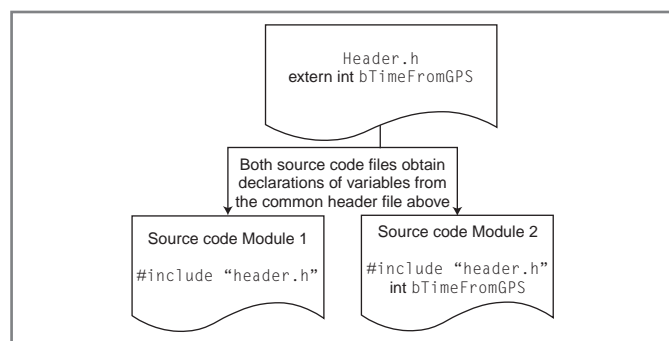 Header.h
extern int bTimeFromGPS
Both source code files obtain
declarations of variables from
the common header file above
Source code Module 1
#include “header.h”
Source code Module 2
#include “header.h”
int bTimeFromGPS